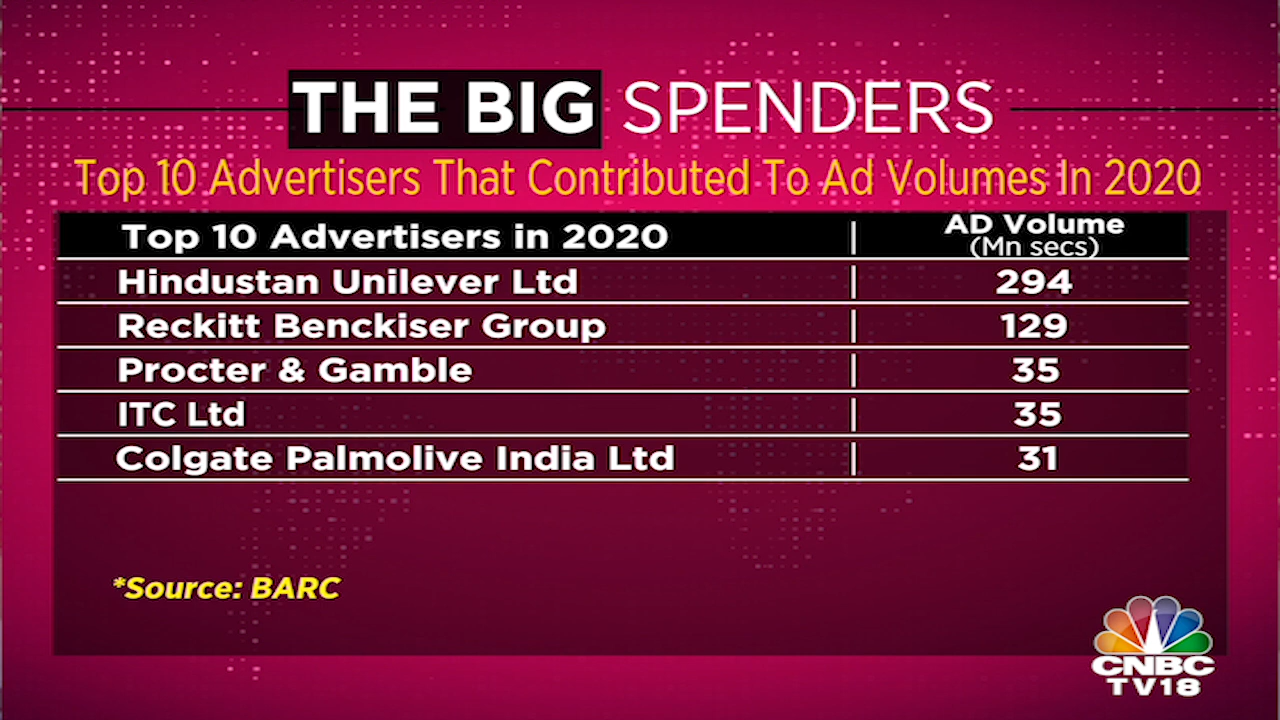 THE BIG SPENDERS
Top 10 Advertisers That Contributed To Ad Volumes In 2020
Top 10 Advertisers in 2020 | AD Volume
(Mn secs)
Hindustan Unilever Ltd | 294
Reckitt Benckiser Group | 129
Procter & Gamble | 35
ITC Ltd | 35
Colgate Palmolive India Ltd | 31
*Source: BARC
CNBC
TV18